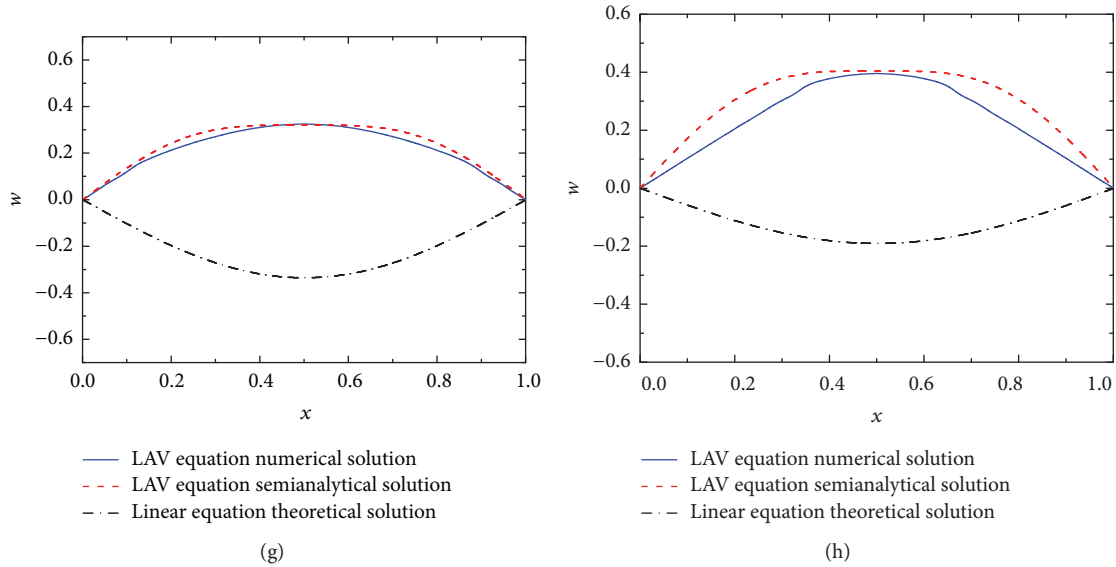 0.6
0.4
0.2
0.0
−0.2
−0.4
−0.6
w
0.0 0.2 0.4 0.6 0.8 1.0
x
LAV equation numerical solution
LAV equation semianalytical solution
Linear equation theoretical solution
(g)
0.6
0.4
0.2
0.0
−0.2
−0.4
−0.6
w
0.0 0.2 0.4 0.6 0.8 1.0
x
LAV equation numerical solution
LAV equation semianalytical solution
Linear equation theoretical solution
(h)